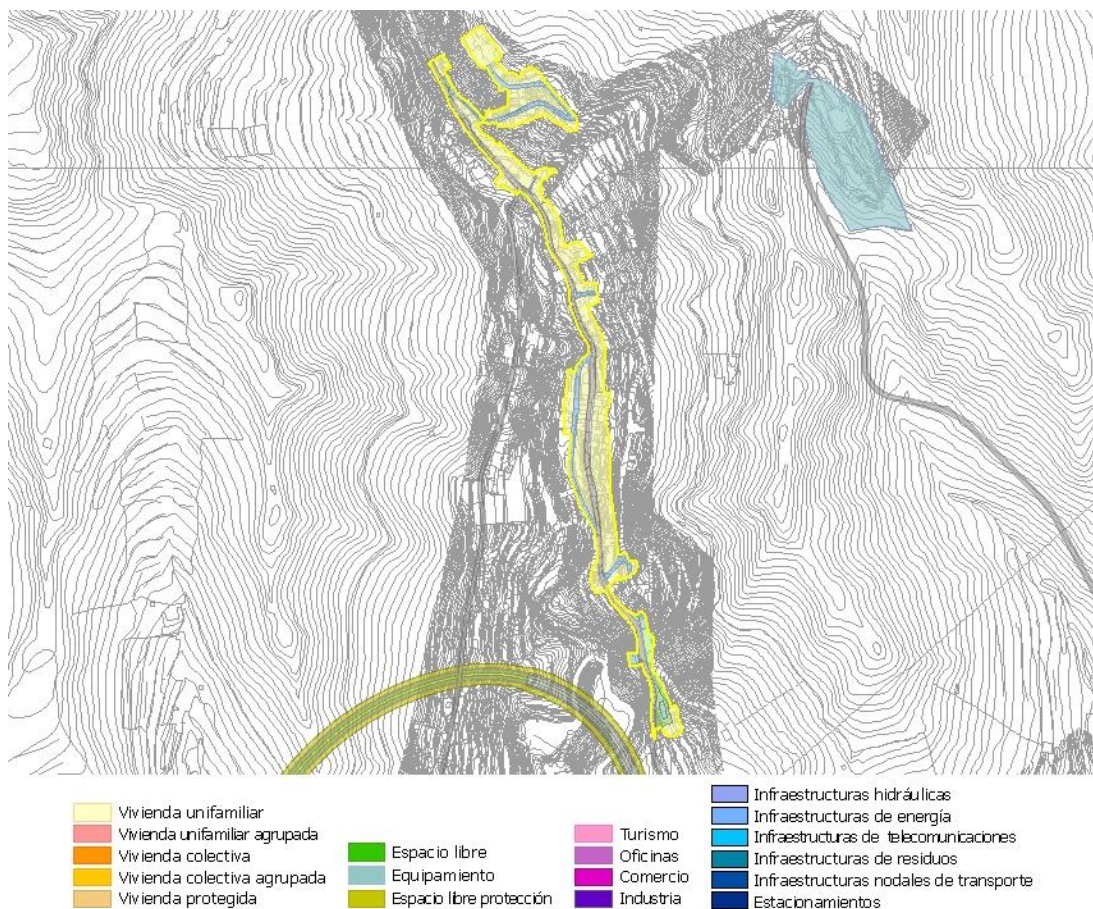 Vivienda unifamiliar
Vivienda unifamiliar agrupada
Vivienda colectiva
Vivienda colectiva agrupada
Vivienda protegida
Espacio libre
Equipamiento
Espacio libre protección
Turismo
Oficinas
Comercio
Industria
Infraestructuras hidráulicas
Infraestructuras de energía
Infraestructuras de telecomunicaciones
Infraestructuras de residuos
Infraestructuras nodales de transporte
Estacionamientos